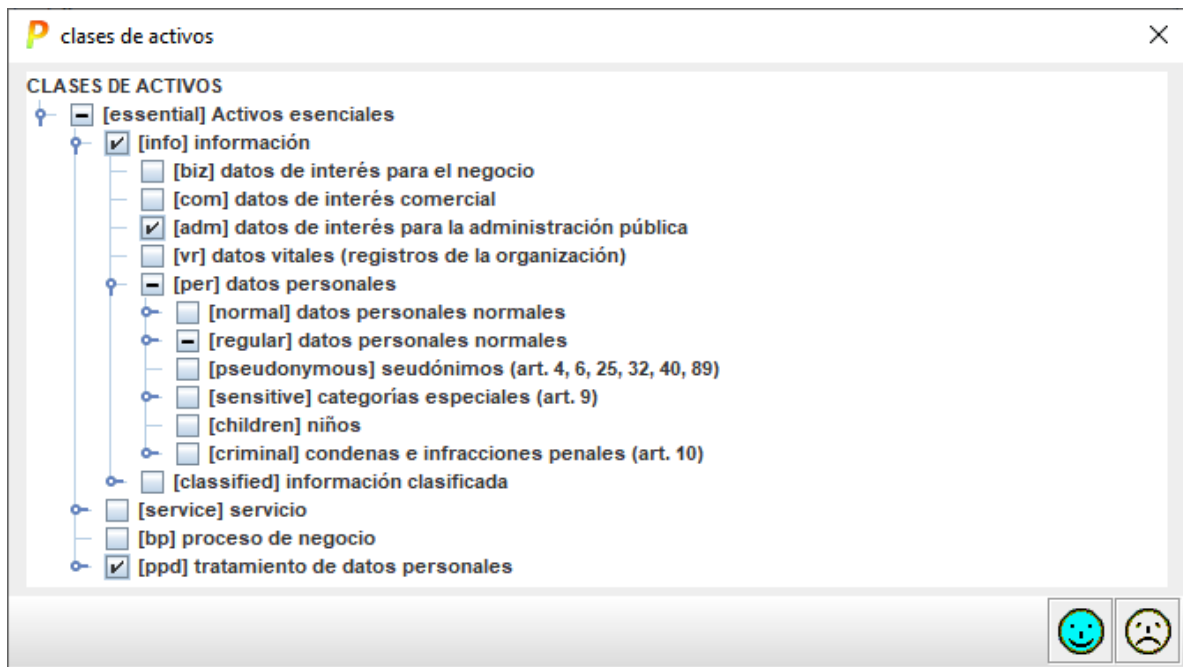 clases de activos
CLASES DE ACTIVOS
[essential] Activos esenciales
[info] información
[biz] datos de interés para el negocio
[com] datos de interés comercial
[adm] datos de interés para la administración pública
[vr] datos vitales (registros de la organización)
[per] datos personales
[normal] datos personales normales
[regular] datos personales normales
[pseudonymous] seudónimos (art. 4, 6, 25, 32, 40, 89)
[sensitive] categorías especiales (art. 9)
[children] niños
[criminal] condenas e infracciones penales (art. 10)
[classified] información clasificada
[service] servicio
[bp] proceso de negocio
[ppd] tratamiento de datos personales